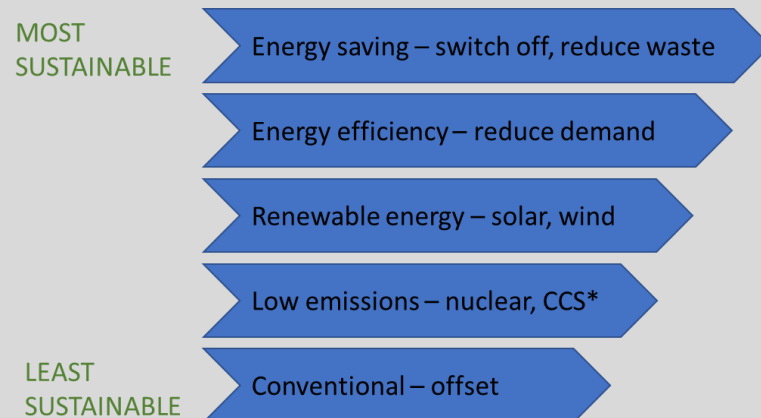 MOST
SUSTAINABLE
Energy saving – switch off, reduce waste
Energy efficiency – reduce demand
Renewable energy – solar, wind
Low emissions – nuclear, CCS*
LEAST
SUSTAINABLE
Conventional – offset